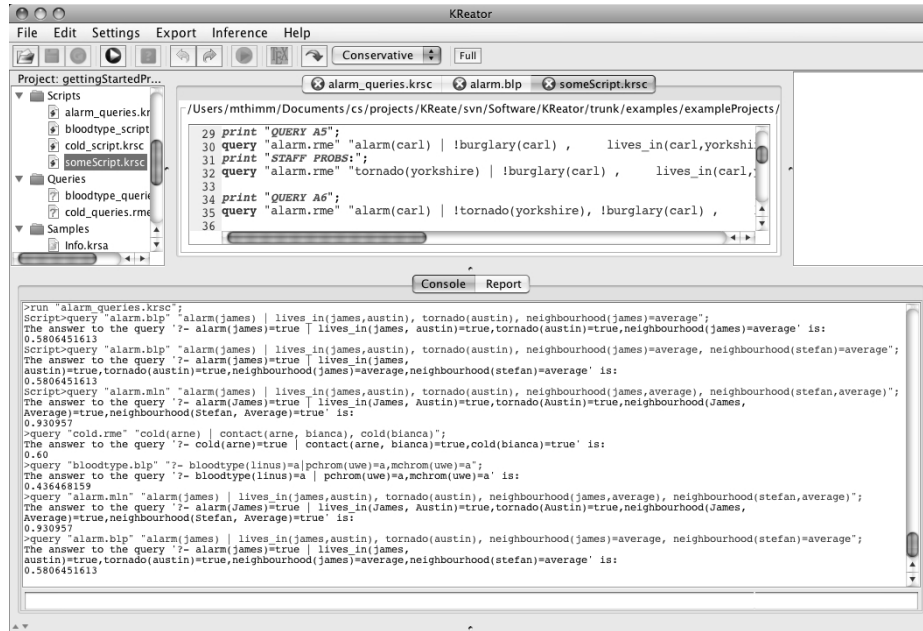 KReator
File Edit Settings Export Inference Help
Conservative Full
Project: gettingStartedPr...
Scripts
alarm_queries.kr
bloodtype_script
cold_script.krsc
someScript.krsc
Queries
bloodtype_querie
cold_queries.rme
Samples
Info.krsa
alarm_queries.krsc alarm.blp someScript.krsc
/Users/mthimm/Documents/cs/projects/KReate/svn/Software/KReator/trunk/examples/exampleProjects/
29 print "QUERY A5";
30 query "alarm.rme" "alarm(carl) | !burglary(carl) , lives_in(carl,yorkshi
31 print "STAFF PROBS:";
32 query "alarm.rme" "tornado(yorkshire) | !burglary(carl) , lives_in(carl,
33
34 print "QUERY A6";
35 query "alarm.rme" "alarm(carl) | !tornado(yorkshire), !burglary(carl) ,
36
Console Report
>run "alarm_queries.krsc";
Script>query "alarm.blp" "alarm(james) | lives_in(james,austin), tornado(austin), neighbourhood(james)=average";
The answer to the query '?- alarm(james)=true | lives_in(james, austin)=true,tornado(austin)=true,neighbourhood(james)=average' is:
0.5806451613
Script>query "alarm.blp" "alarm(james) | lives_in(james,austin), tornado(austin), neighbourhood(james)=average, neighbourhood(stefan)=average";
The answer to the query '?- alarm(james)=true | lives_in(james,
austin)=true,tornado(austin)=true,neighbourhood(james)=average,neighbourhood(stefan)=average' is:
0.5806451613
Script>query "alarm.mln" "alarm(james) | lives_in(james,austin), tornado(austin), neighbourhood(james,average), neighbourhood(stefan,average)";
The answer to the query '?- alarm(James)=true | lives_in(James, Austin)=true,tornado(Austin)=true,neighbourhood(James,
Average)=true,neighbourhood(Stefan, Average)=true' is:
0.930957
>query "cold.rme" "cold(arne) | contact(arne, bianca), cold(bianca)";
The answer to the query '?- cold(arne)=true | contact(arne, bianca)=true,cold(bianca)=true' is:
0.60
>query "bloodtype.blp" "?- bloodtype(linus)=a|pchrom(uwe)=a,mchrom(uwe)=a";
The answer to the query '?- bloodtype(linus)=a | pchrom(uwe)=a,mchrom(uwe)=a' is:
0.436468159
>query "alarm.mln" "alarm(james) | lives_in(james,austin), tornado(austin), neighbourhood(james,average), neighbourhood(stefan,average)";
The answer to the query '?- alarm(James)=true | lives_in(James, Austin)=true,tornado(Austin)=true,neighbourhood(James,
Average)=true,neighbourhood(Stefan, Average)=true' is:
0.930957
>query "alarm.blp" "alarm(james) | lives_in(james,austin), tornado(austin), neighbourhood(james)=average, neighbourhood(stefan)=average";
The answer to the query '?- alarm(james)=true | lives_in(james,
austin)=true,tornado(austin)=true,neighbourhood(james)=average,neighbourhood(stefan)=average' is:
0.5806451613